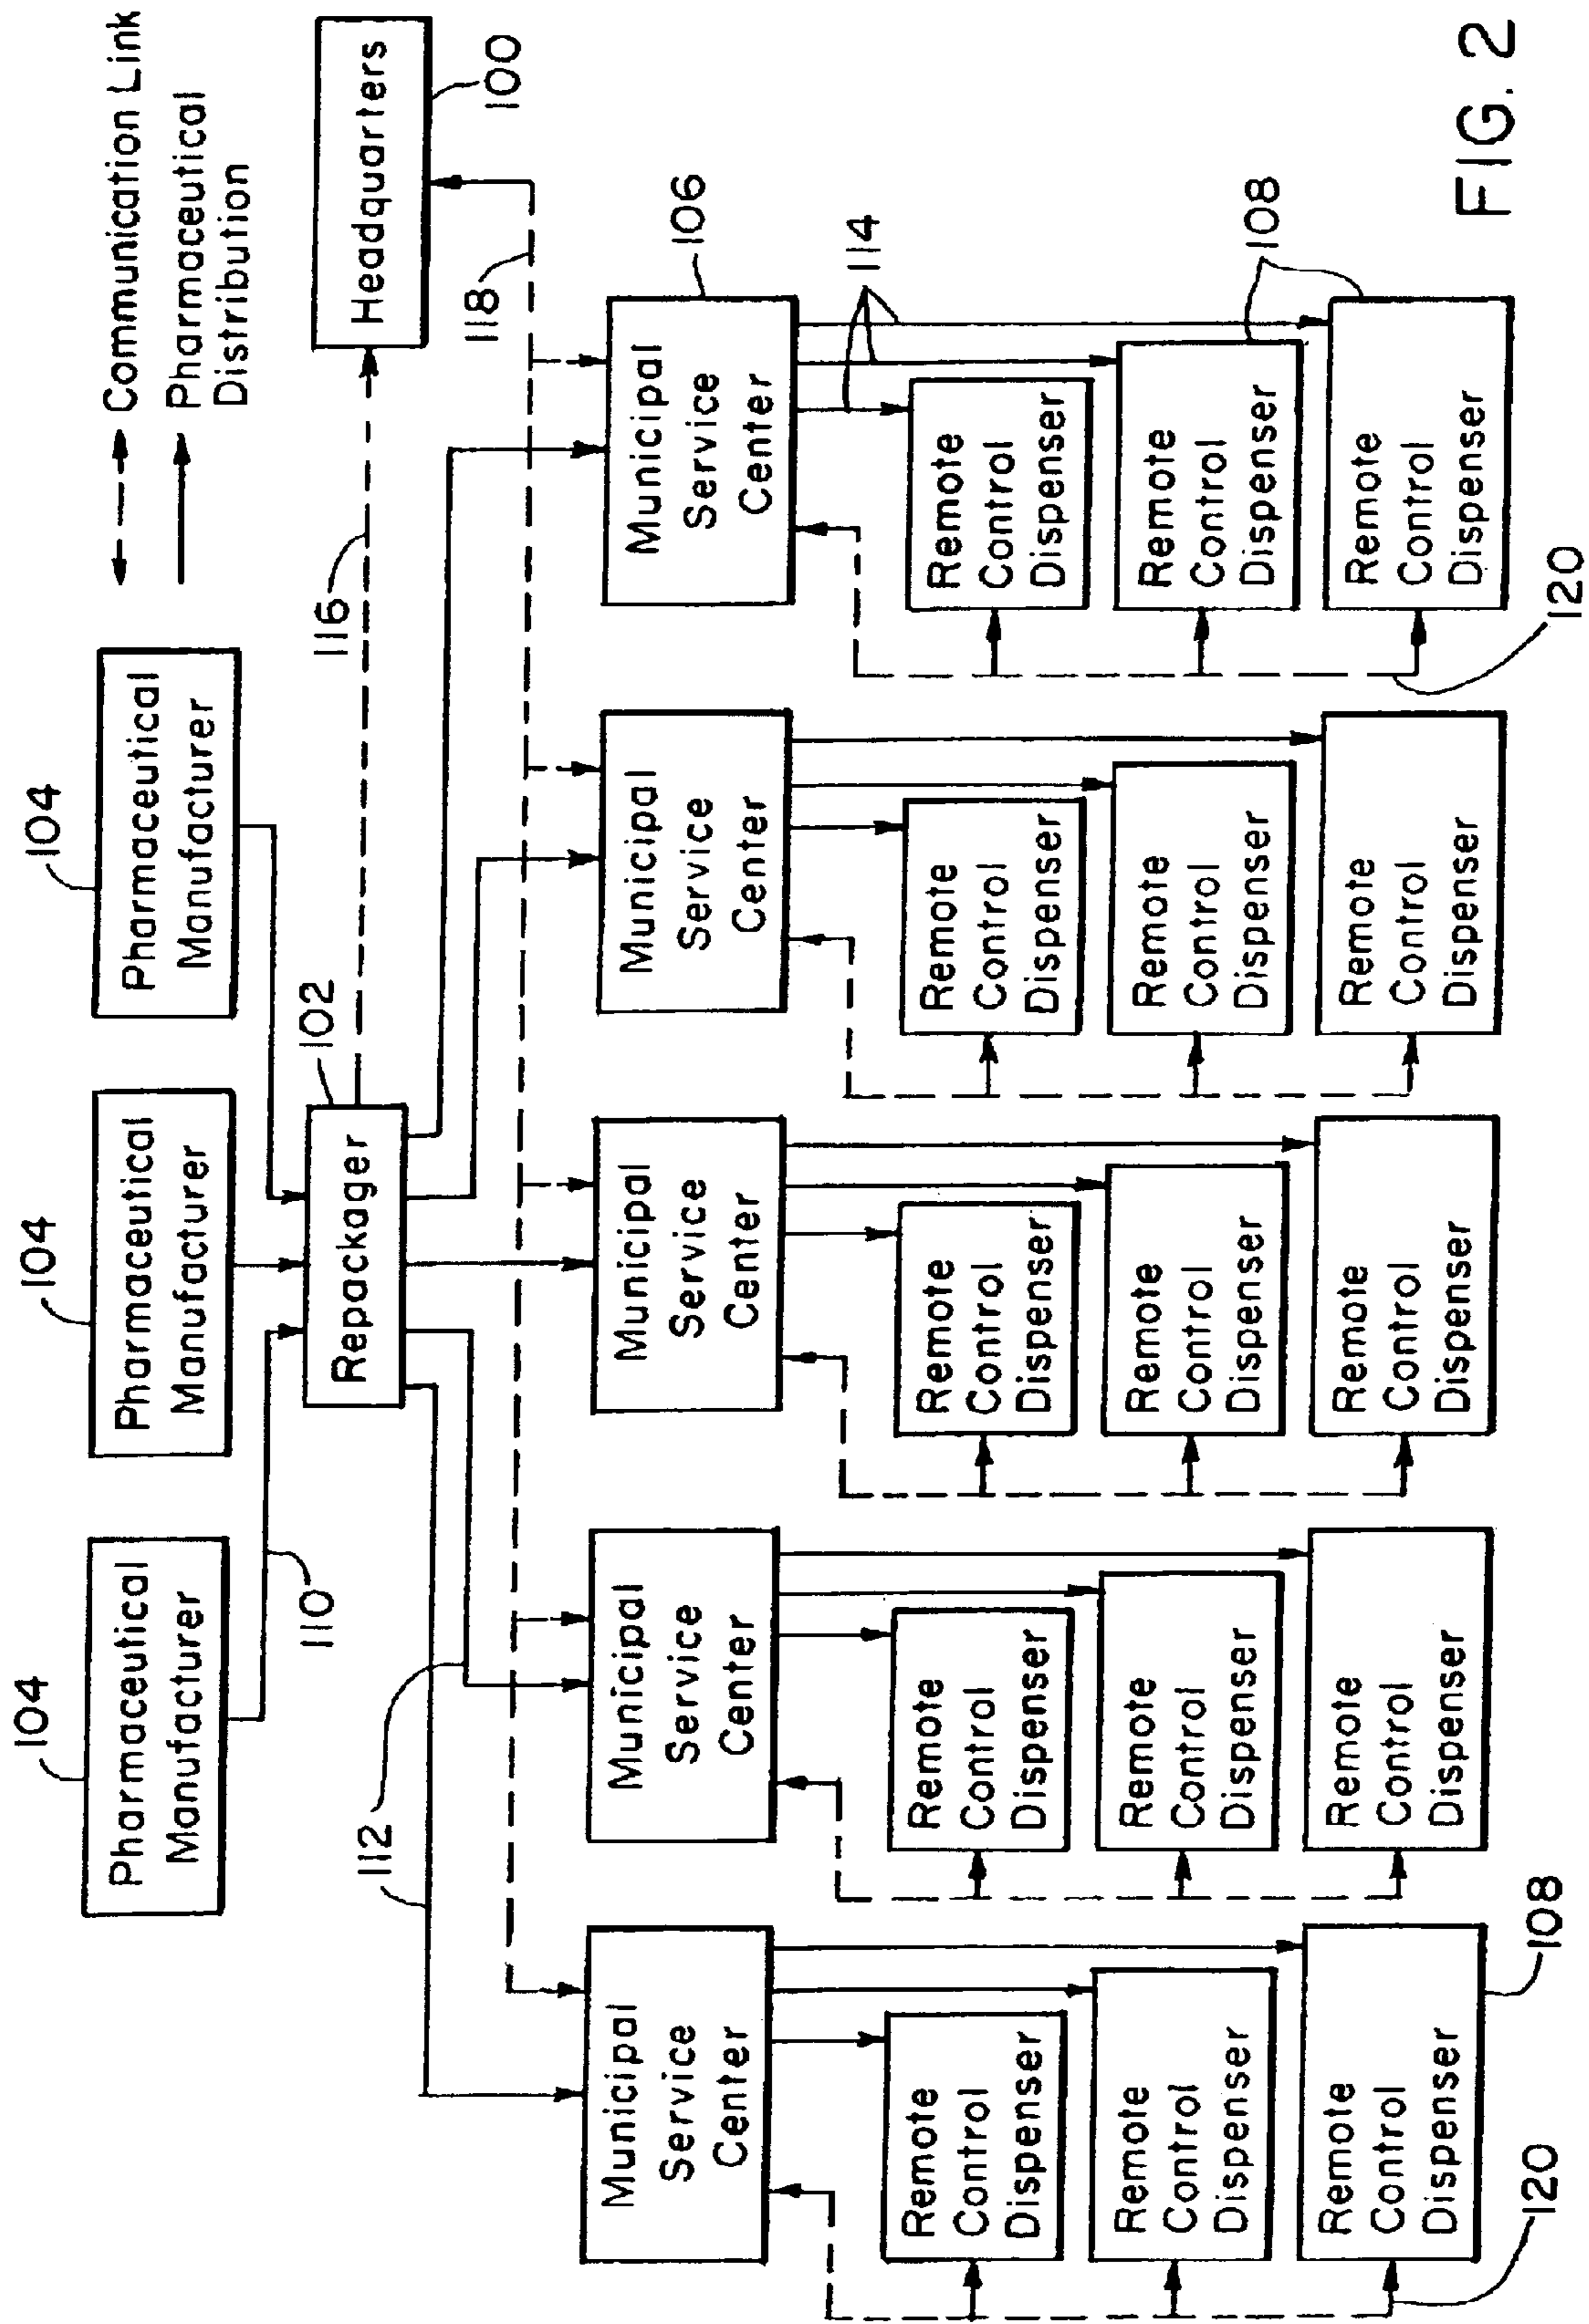 Communication Link
Pharmaceutical
Distribution
104
104
104
Pharmaceutical
Manufacturer
Pharmaceutical
Manufacturer
Pharmaceutical
Manufacturer
110
102
116
Repackager
Headquarters
100
112
118
106
Municipal
Service
Center
Municipal
Service
Center
Municipal
Service
Center
Municipal
Service
Center
Municipal
Service
Center
114
Remote
Control
Dispenser
Remote
Control
Dispenser
Remote
Control
Dispenser
Remote
Control
Dispenser
Remote
Control
Dispenser
Remote
Control
Dispenser
Remote
Control
Dispenser
Remote
Control
Dispenser
Remote
Control
Dispenser
Remote
Control
Dispenser
108
Remote
Control
Dispenser
Remote
Control
Dispenser
Remote
Control
Dispenser
Remote
Control
Dispenser
Remote
Control
Dispenser
120
108
120
FIG. 2